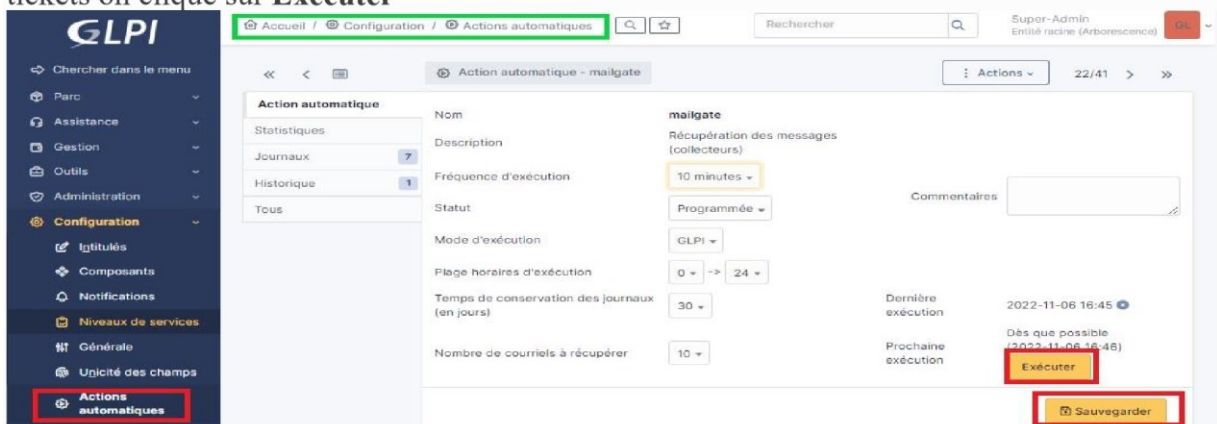 tickets on clique sur Exécuter
GLPI
Accueil / Configuration / Actions automatiques
Rechercher
Super-Admin
Entité racine (Arborescence)
GL
Chercher dans le menu
Parc
Assistance
Gestion
Outils
Administration
Configuration
Intitulés
Composants
Notifications
Niveaux de services
Générale
Unicité des champs
Actions
automatiques
Action automatique - mailgate
Actions
22/41
Action automatique
Statistiques
Journaux 7
Historique 1
Tous
Nom mailgate
Description Récupération des messages
(collecteurs)
Fréquence d'exécution 10 minutes
Commentaires
Statut Programmée
Mode d'exécution GLPI
Plage horaires d'exécution 0 -> 24
Temps de conservation des journaux
(en jours) 30
Dernière
exécution 2022-11-06 16:45
Nombre de courriels à récupérer 10
Prochaine
exécution
Dès que possible
(2022-11-06 16:46)
Exécuter
Sauvegarder